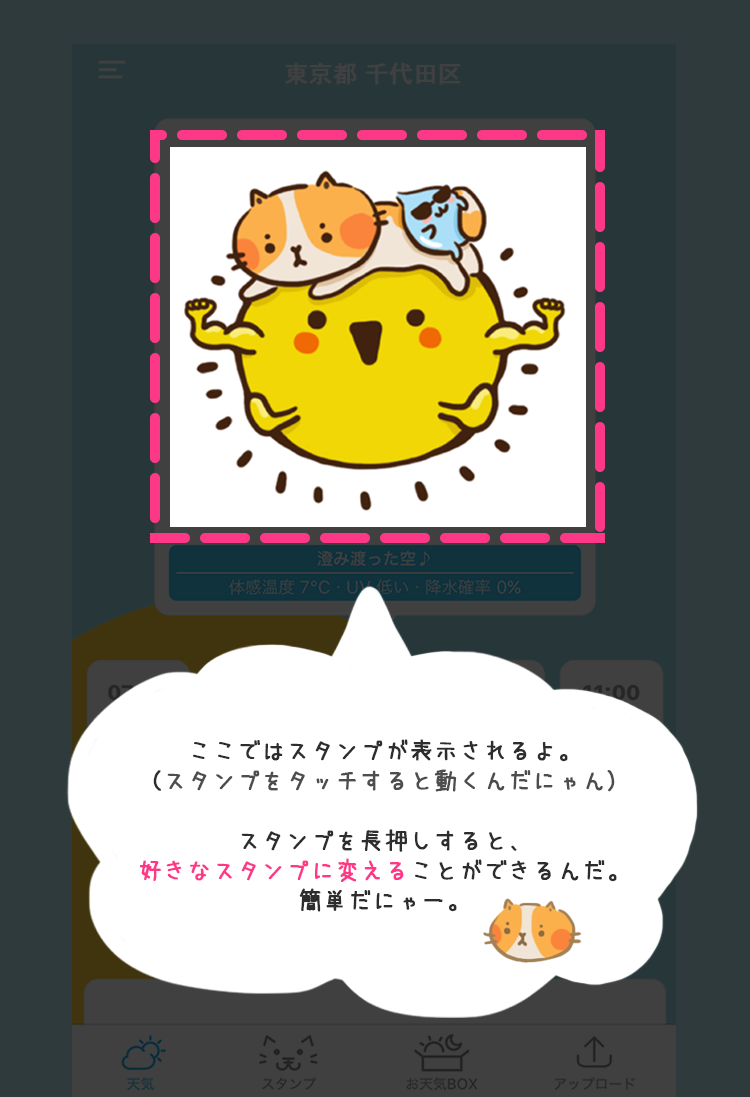 東京都 千代田区
澄み渡った空♪
体感温度 7°C・UV 低い・降水確率 0%
11:00
ここではスタンプが表示されるよ。
（スタンプをタッチすると動くんだにゃん）
スタンプを長押しすると、
好きなスタンプに変えることができるんだ。
簡単だにゃー。
天気
スタンプ
お天気BOX
アップロード